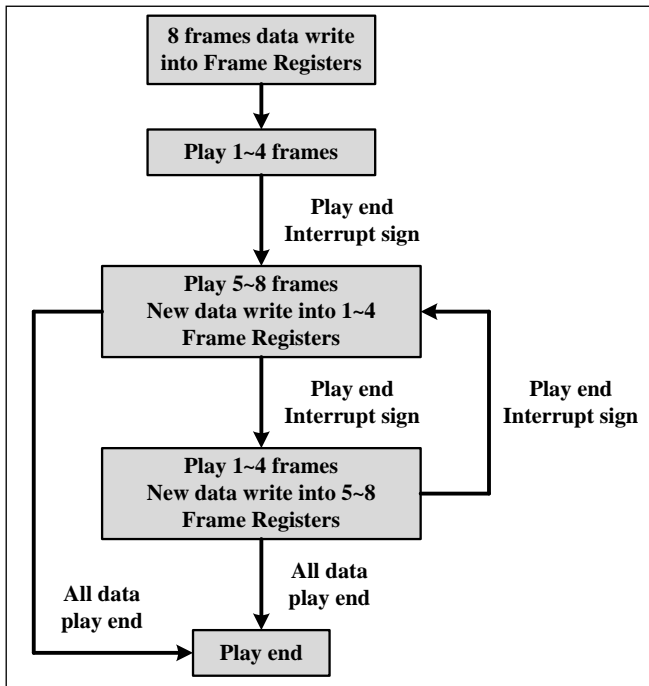 8 frames data write
into Frame Registers
Play 1~4 frames
Play end
Interrupt sign
Play 5~8 frames
New data write into 1~4
Frame Registers
Play end
Interrupt sign
Play end
Interrupt sign
Play 1~4 frames
New data write into 5~8
Frame Registers
All data
play end
All data
play end
Play end